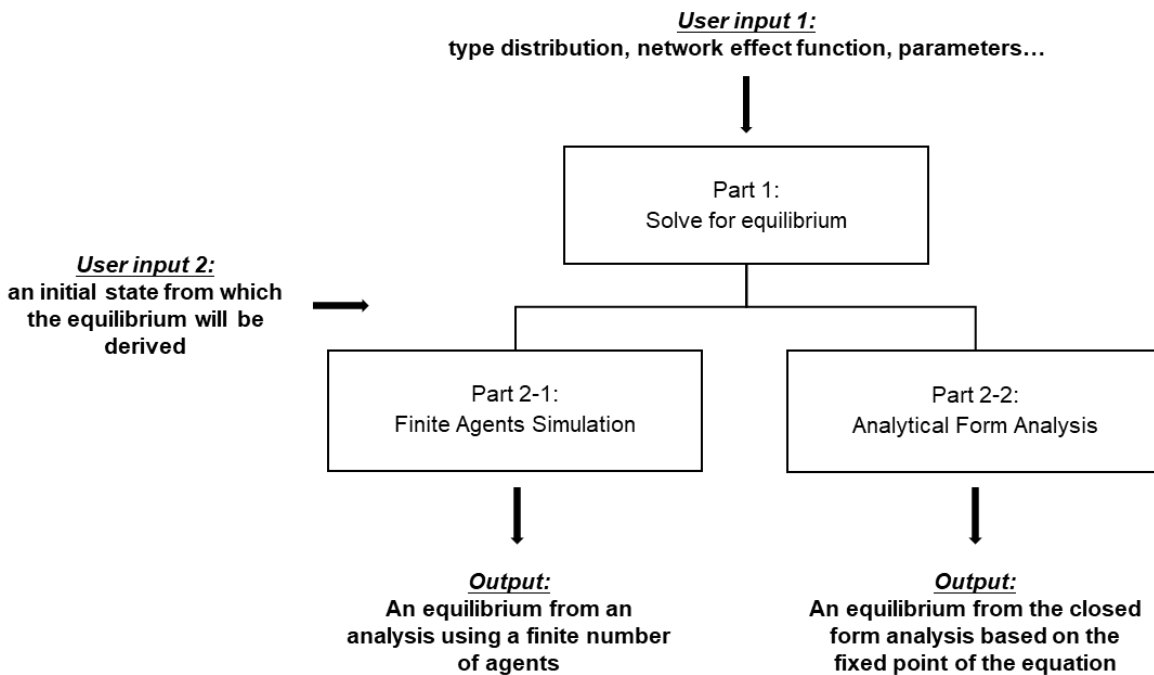 User input 1:
type distribution, network effect function, parameters…
Part 1:
Solve for equilibrium
User input 2:
an initial state from which
the equilibrium will be
derived
Part 2-1:
Finite Agents Simulation
Part 2-2:
Analytical Form Analysis
Output:
An equilibrium from an
analysis using a finite number
of agents
Output:
An equilibrium from the closed
form analysis based on the
fixed point of the equation